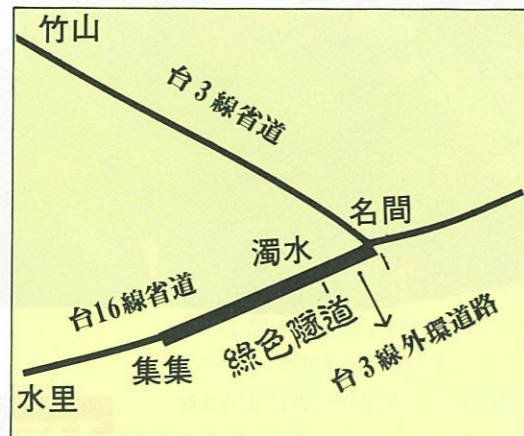 竹山
台3線省道
名間
濁水
台16線省道
綠色隧道
台3線外環道路
集集
水里